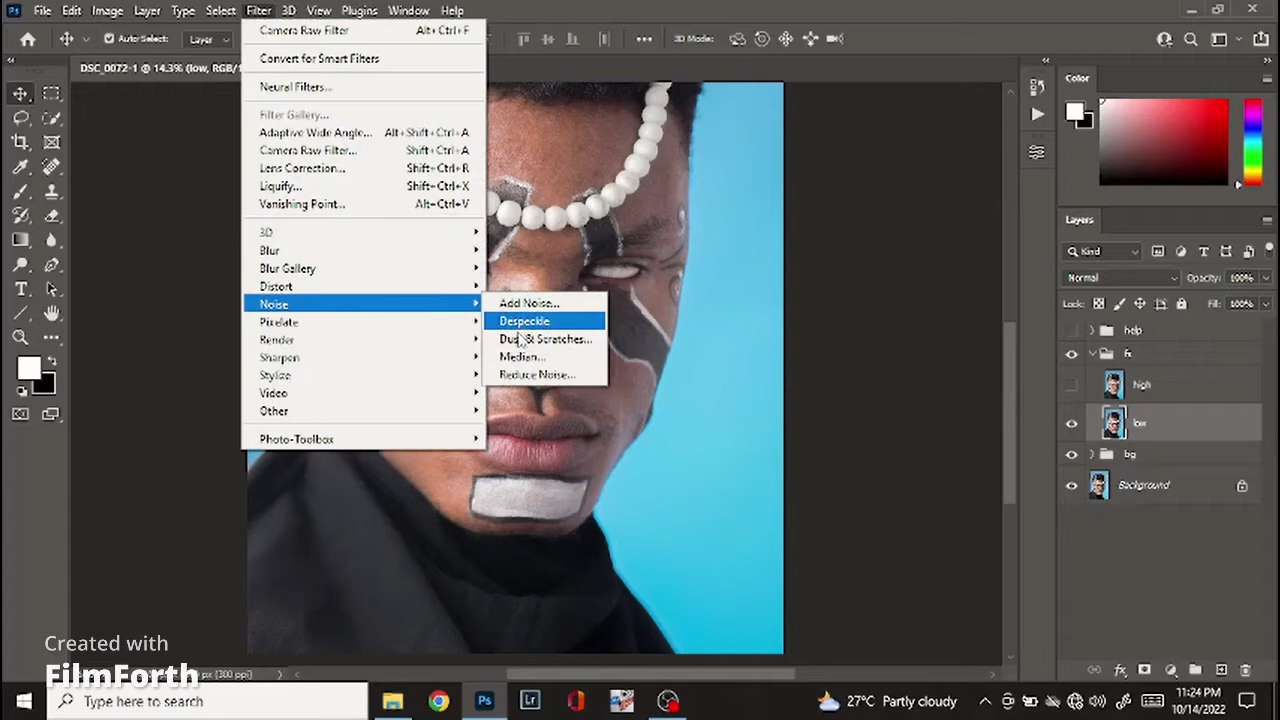 Ps File Edit Image Layer Type Select Filter 3D View Plugins Window Help
Auto-Select: Layer 3D Mode:
DSC_0072-1 @ 14.3% (low, RGB/
Camera Raw Filter Alt+Ctrl+F
Convert for Smart Filters
Neural Filters...
Filter Gallery...
Adaptive Wide Angle... Alt+Shift+Ctrl+A
Camera Raw Filter... Shift+Ctrl+A
Lens Correction... Shift+Ctrl+R
Liquify... Shift+Ctrl+X
Vanishing Point... Alt+Ctrl+V
3D
Blur
Blur Gallery
Distort
Noise
Pixelate
Render
Sharpen
Stylize
Video
Other
Photo-Toolbox
Add Noise...
Despeckle
Dust & Scratches...
Median...
Reduce Noise...
Color
Layers
Kind
Normal Opacity: 100%
Lock: Fill: 100%
help
fx
high
low
bg
Background
px (300 ppi)
Created with
FilmForth
Type here to search
Ps Lr
27°C Partly cloudy
11:24 PM
10/14/2022